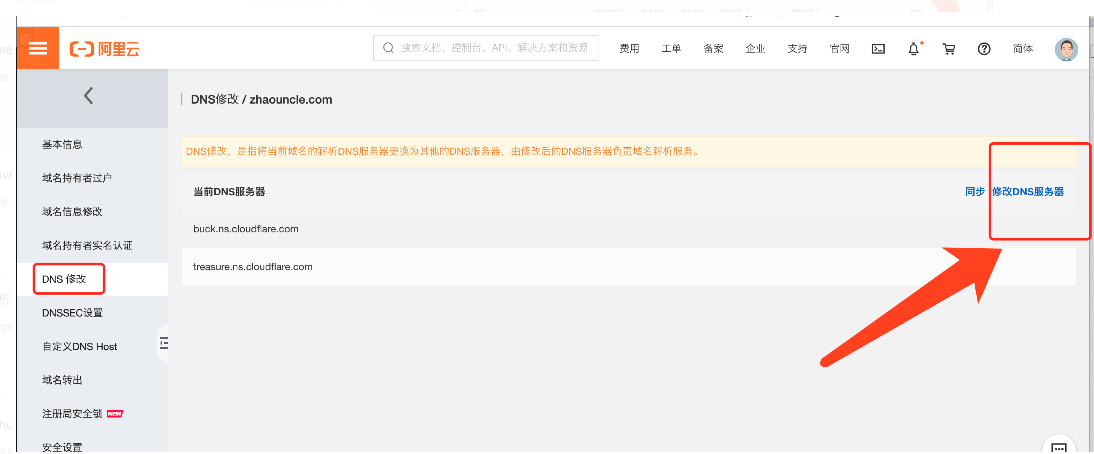 阿里云
搜索文档、控制台、API、解决方案和资源
费用 工单 备案 企业 支持 官网 简体
DNS修改 / zhaouncle.com
基本信息
域名持有者过户
域名信息修改
域名持有者实名认证
DNS 修改
DNSSEC设置
自定义DNS Host
域名转出
注册局安全锁 NEW
安全设置
DNS修改，是指将当前域名的解析DNS服务器更换为其他的DNS服务器，由修改后的DNS服务器负责域名解析服务。
当前DNS服务器 同步 修改DNS服务器
buck.ns.cloudflare.com
treasure.ns.cloudflare.com